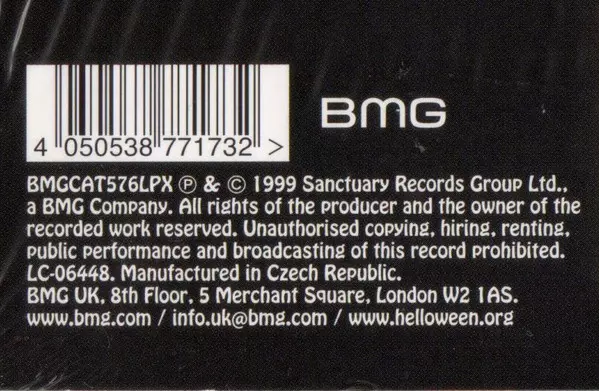 BMG
4 050538 771732 >
BMGCAT576LPX ℗ & © 1999 Sanctuary Records Group Ltd.,
a BMG Company. All rights of the producer and the owner of the
recorded work reserved. Unauthorised copying, hiring, renting,
public performance and broadcasting of this record prohibited.
LC-06448. Manufactured in Czech Republic.
BMG UK, 8th Floor, 5 Merchant Square, London W2 1AS.
www.bmg.com / info.uk@bmg.com / www.helloween.org